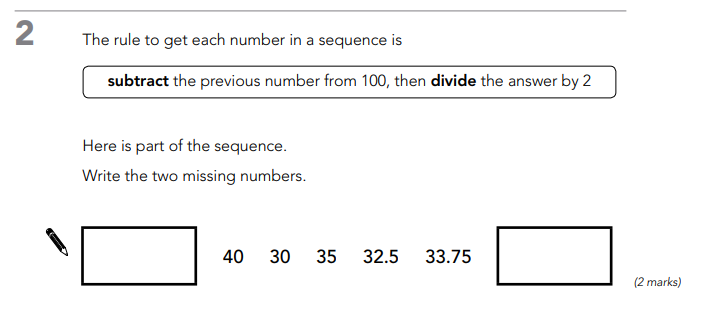 2
The rule to get each number in a sequence is
subtract the previous number from 100, then divide the answer by 2
Here is part of the sequence.
Write the two missing numbers.
40 30 35 32.5 33.75
(2 marks)